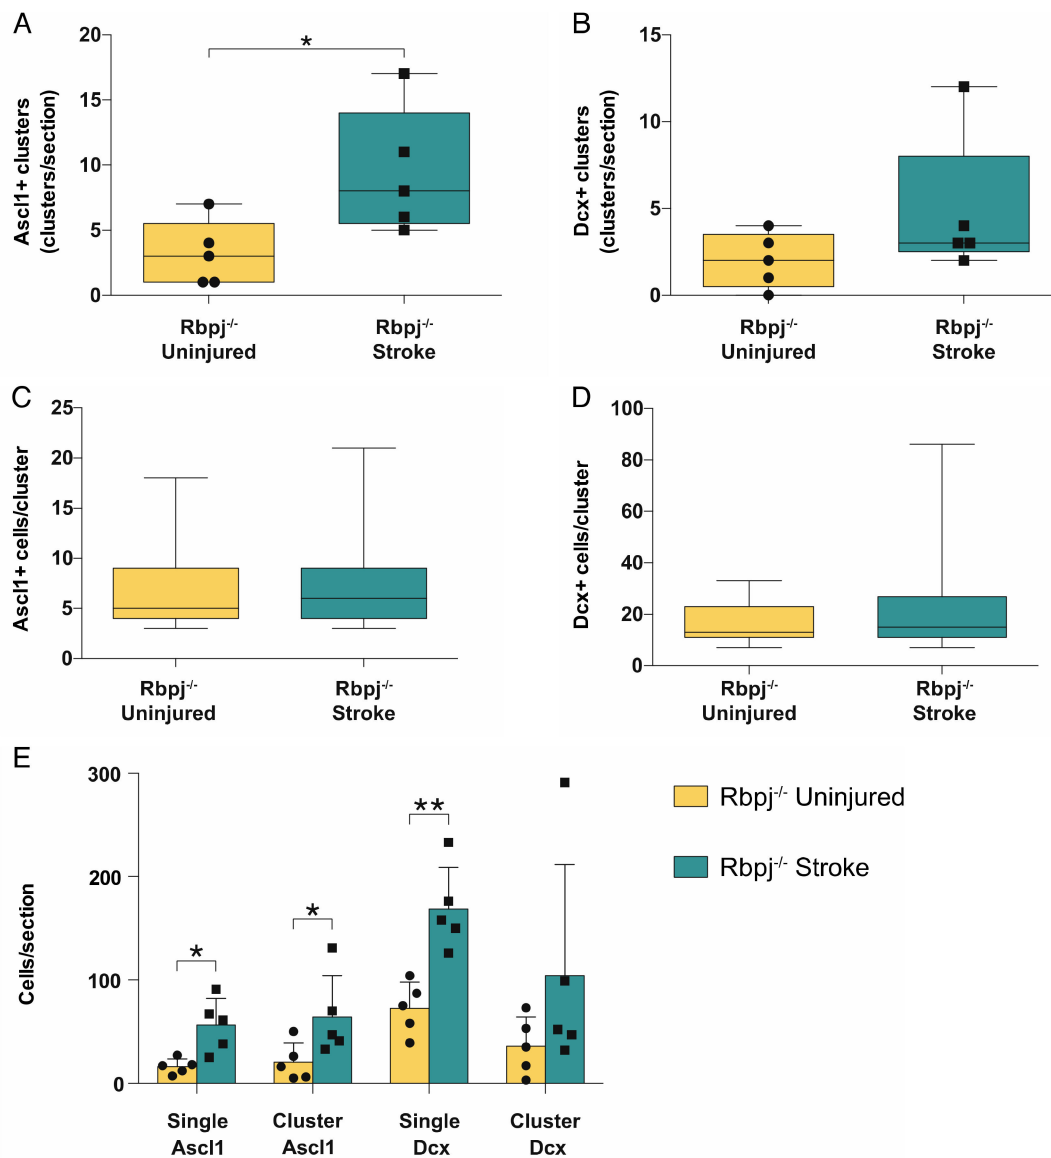 A
Ascl1+ clusters
(clusters/section)
20
15
10
5
0
*
Rbpj-/-
Uninjured
Rbpj-/-
Stroke
B
Dcx+ clusters
(clusters/section)
15
10
5
0
Rbpj-/-
Uninjured
Rbpj-/-
Stroke
C
Ascl1+ cells/cluster
25
20
15
10
5
0
Rbpj-/-
Uninjured
Rbpj-/-
Stroke
D
Dcx+ cells/cluster
100
80
60
40
20
0
Rbpj-/-
Uninjured
Rbpj-/-
Stroke
E
Cells/section
300
200
100
0
*
*
**
Single
Ascl1
Cluster
Ascl1
Single
Dcx
Cluster
Dcx
Rbpj-/- Uninjured
Rbpj-/- Stroke